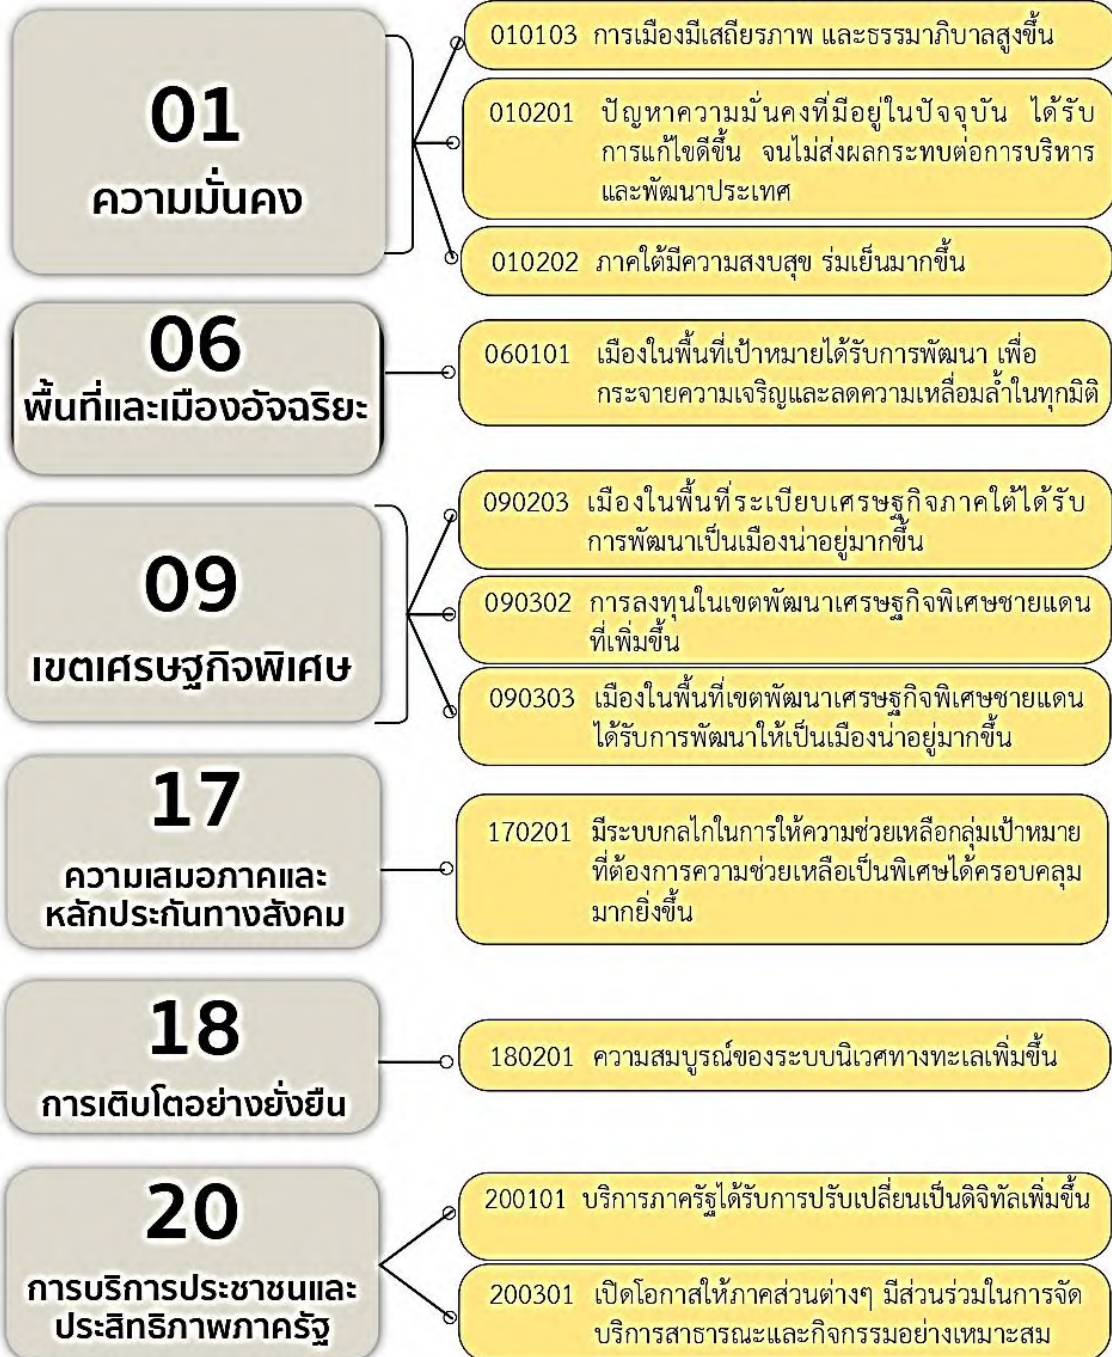 01
ความมั่นคง
010103 การเมืองมีเสถียรภาพ และธรรมาภิบาลสูงขึ้น
010201 ปัญหาความมั่นคงที่มีอยู่ในปัจจุบัน ได้รับ
การแก้ไขดีขึ้น จนไม่ส่งผลกระทบต่อการบริหาร
และพัฒนาประเทศ
010202 ภาคใต้มีความสงบสุข ร่มเย็นมากขึ้น
06
พื้นที่และเมืองอัจฉริยะ
060101 เมืองในพื้นที่เป้าหมายได้รับการพัฒนา เพื่อ
กระจายความเจริญและลดความเหลื่อมล้ำในทุกมิติ
09
เขตเศรษฐกิจพิเศษ
090203 เมืองในพื้นที่ระเบียบเศรษฐกิจภาคใต้ได้รับ
การพัฒนาเป็นเมืองน่าอยู่มากขึ้น
090302 การลงทุนในเขตพัฒนาเศรษฐกิจพิเศษชายแดน
ที่เพิ่มขึ้น
090303 เมืองในพื้นที่เขตพัฒนาเศรษฐกิจพิเศษชายแดน
ได้รับการพัฒนาให้เป็นเมืองน่าอยู่มากขึ้น
17
ความเสมอภาคและ
หลักประกันทางสังคม
170201 มีระบบกลไกในการให้ความช่วยเหลือกลุ่มเป้าหมาย
ที่ต้องการความช่วยเหลือเป็นพิเศษได้ครอบคลุม
มากยิ่งขึ้น
18
การเติบโตอย่างยั่งยืน
180201 ความสมบูรณ์ของระบบนิเวศทางทะเลเพิ่มขึ้น
20
การบริการประชาชนและ
ประสิทธิภาพภาครัฐ
200101 บริการภาครัฐได้รับการปรับเปลี่ยนเป็นดิจิทัลเพิ่มขึ้น
200301 เปิดโอกาสให้ภาคส่วนต่างๆ มีส่วนร่วมในการจัด
บริการสาธารณะและกิจกรรมอย่างเหมาะสม